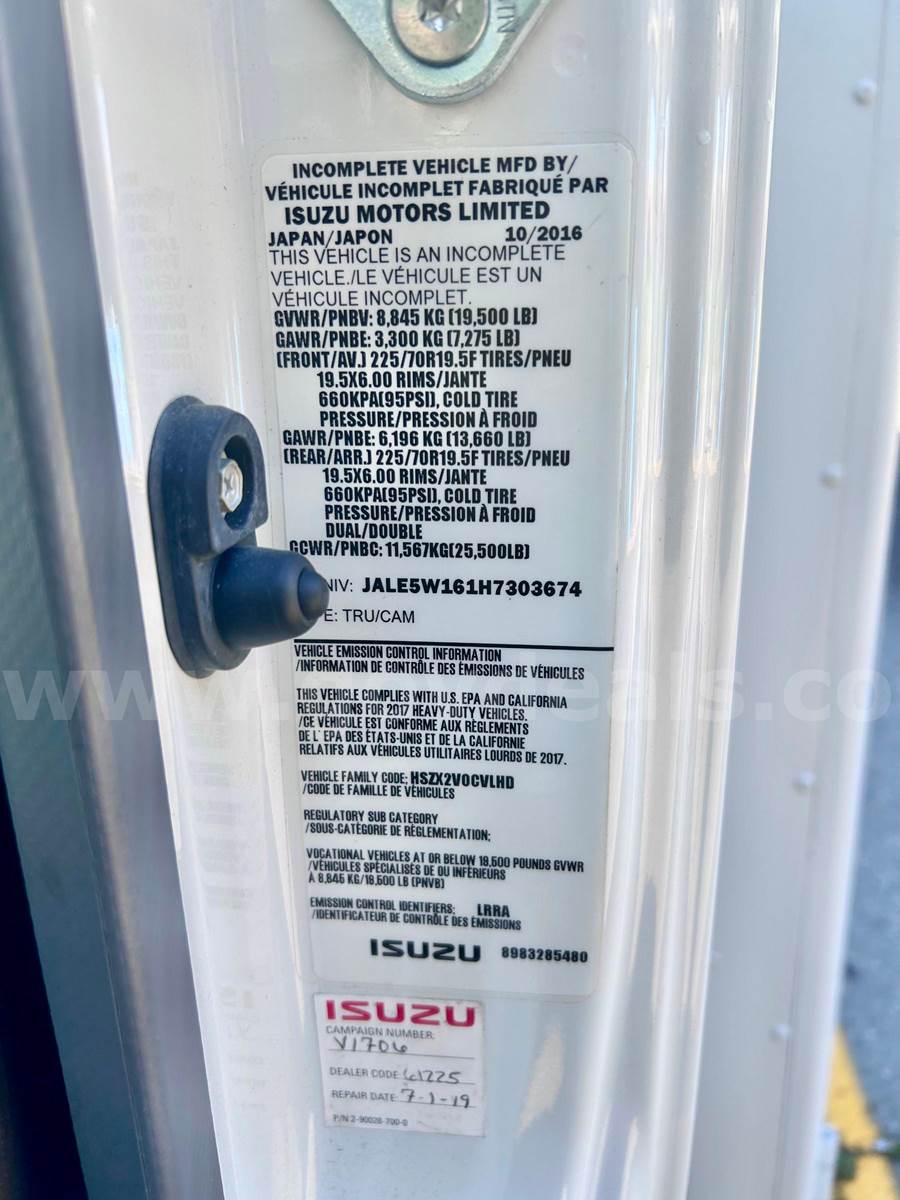 INCOMPLETE VEHICLE MFD BY/
VÉHICULE INCOMPLET FABRIQUÉ PAR
ISUZU MOTORS LIMITED
JAPAN/JAPON 10/2016
THIS VEHICLE IS AN INCOMPLETE
VEHICLE./LE VÉHICULE EST UN
VÉHICULE INCOMPLET.
GVWR/PNBV: 8,845 KG (19,500 LB)
GAWR/PNBE: 3,300 KG (7,275 LB)
(FRONT/AV.) 225/70R19.5F TIRES/PNEU
19.5X6.00 RIMS/JANTE
660KPA(95PSI), COLD TIRE
PRESSURE/PRESSION À FROID
GAWR/PNBE: 6,196 KG (13,660 LB)
(REAR/ARR.) 225/70R19.5F TIRES/PNEU
19.5X6.00 RIMS/JANTE
660KPA(95PSI), COLD TIRE
PRESSURE/PRESSION À FROID
DUAL/DOUBLE
GCWR/PNBC: 11,567KG(25,500LB)
NIV: JALE5W161H7303674
E: TRU/CAM
VEHICLE EMISSION CONTROL INFORMATION
/INFORMATION DE CONTRÔLE DES ÉMISSIONS DE VÉHICULES
THIS VEHICLE COMPLIES WITH U.S. EPA AND CALIFORNIA
REGULATIONS FOR 2017 HEAVY-DUTY VEHICLES.
/CE VÉHICULE EST CONFORME AUX RÈGLEMENTS
DE L' EPA DES ÉTATS-UNIS ET DE LA CALIFORNIE
RELATIFS AUX VÉHICULES UTILITAIRES LOURDS DE 2017.
VEHICLE FAMILY CODE: HSZX2VOCVLHD
/CODE DE FAMILLE DE VÉHICULES
REGULATORY SUB CATEGORY
/SOUS-CATÉGORIE DE RÈGLEMENTATION:
VOCATIONAL VEHICLES AT OR BELOW 19,500 POUNDS GVWR
/VÉHICULES SPÉCIALISÉS DE OU INFÉRIEURS
À 8,845 KG/19,500 LB (PNVB)
EMISSION CONTROL IDENTIFIERS: LRRA
/IDENTIFICATEUR DE CONTRÔLE DES ÉMISSIONS
ISUZU 8983285480
ISUZU
CAMPAIGN NUMBER:
V1706
DEALER CODE 61225
REPAIR DATE 7-1-19
P/N 2-90026-700-0